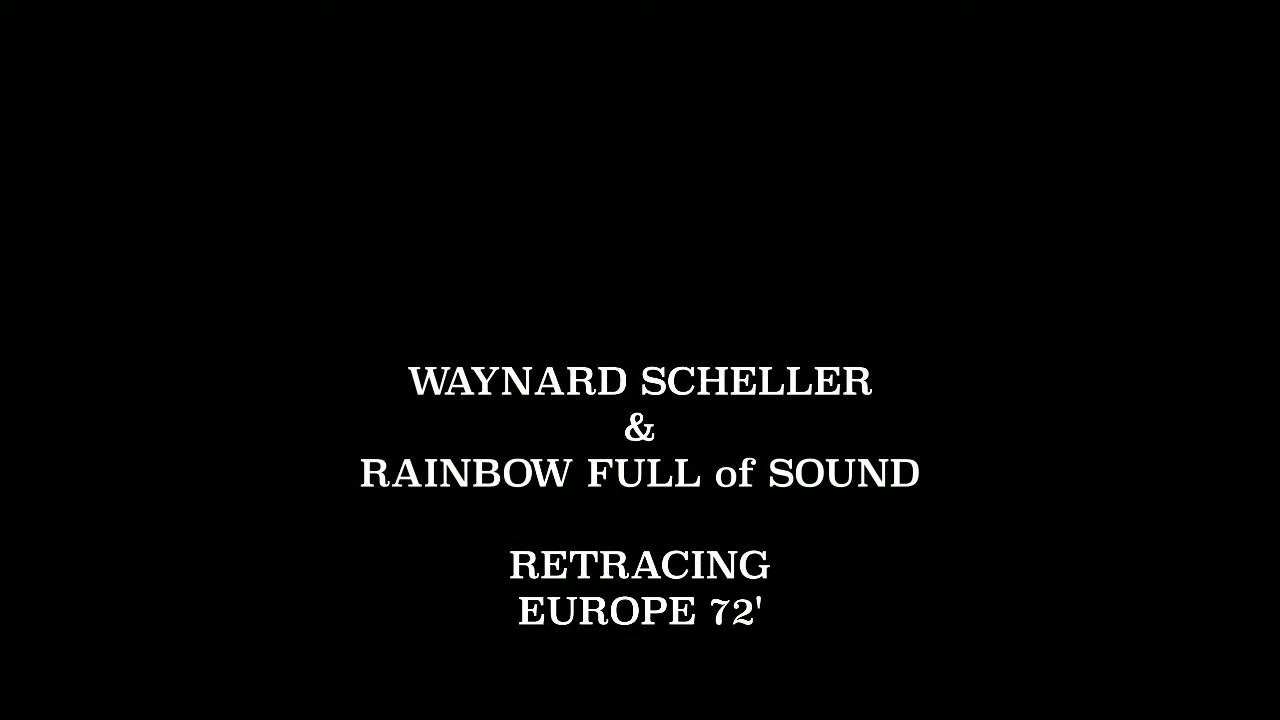 WAYNARD SCHELLER
&
RAINBOW FULL of SOUND
RETRACING
EUROPE 72'